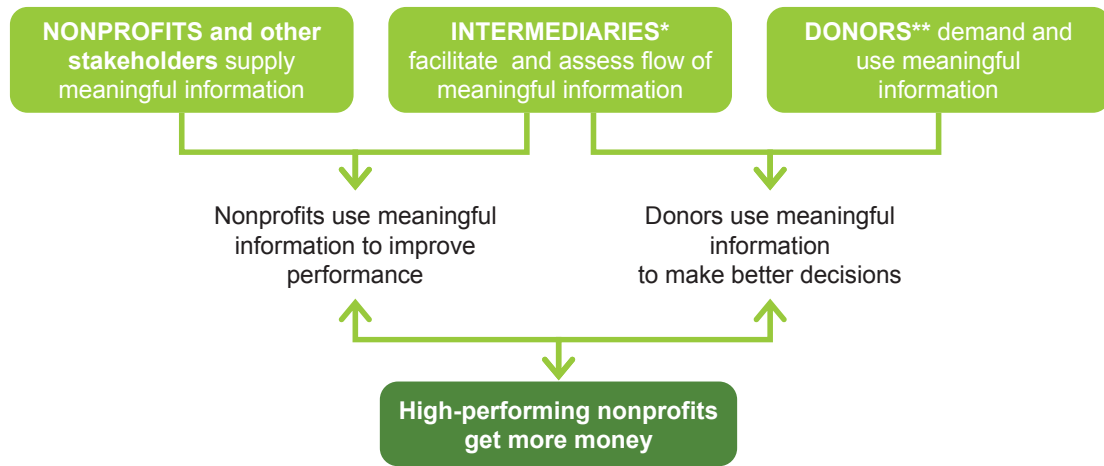 NONPROFITS and other
stakeholders supply
meaningful information
INTERMEDIARIES*
facilitate and assess flow of
meaningful information
DONORS** demand and
use meaningful
information
Nonprofits use meaningful
information to improve
performance
Donors use meaningful
information
to make better decisions
High-performing nonprofits
get more money